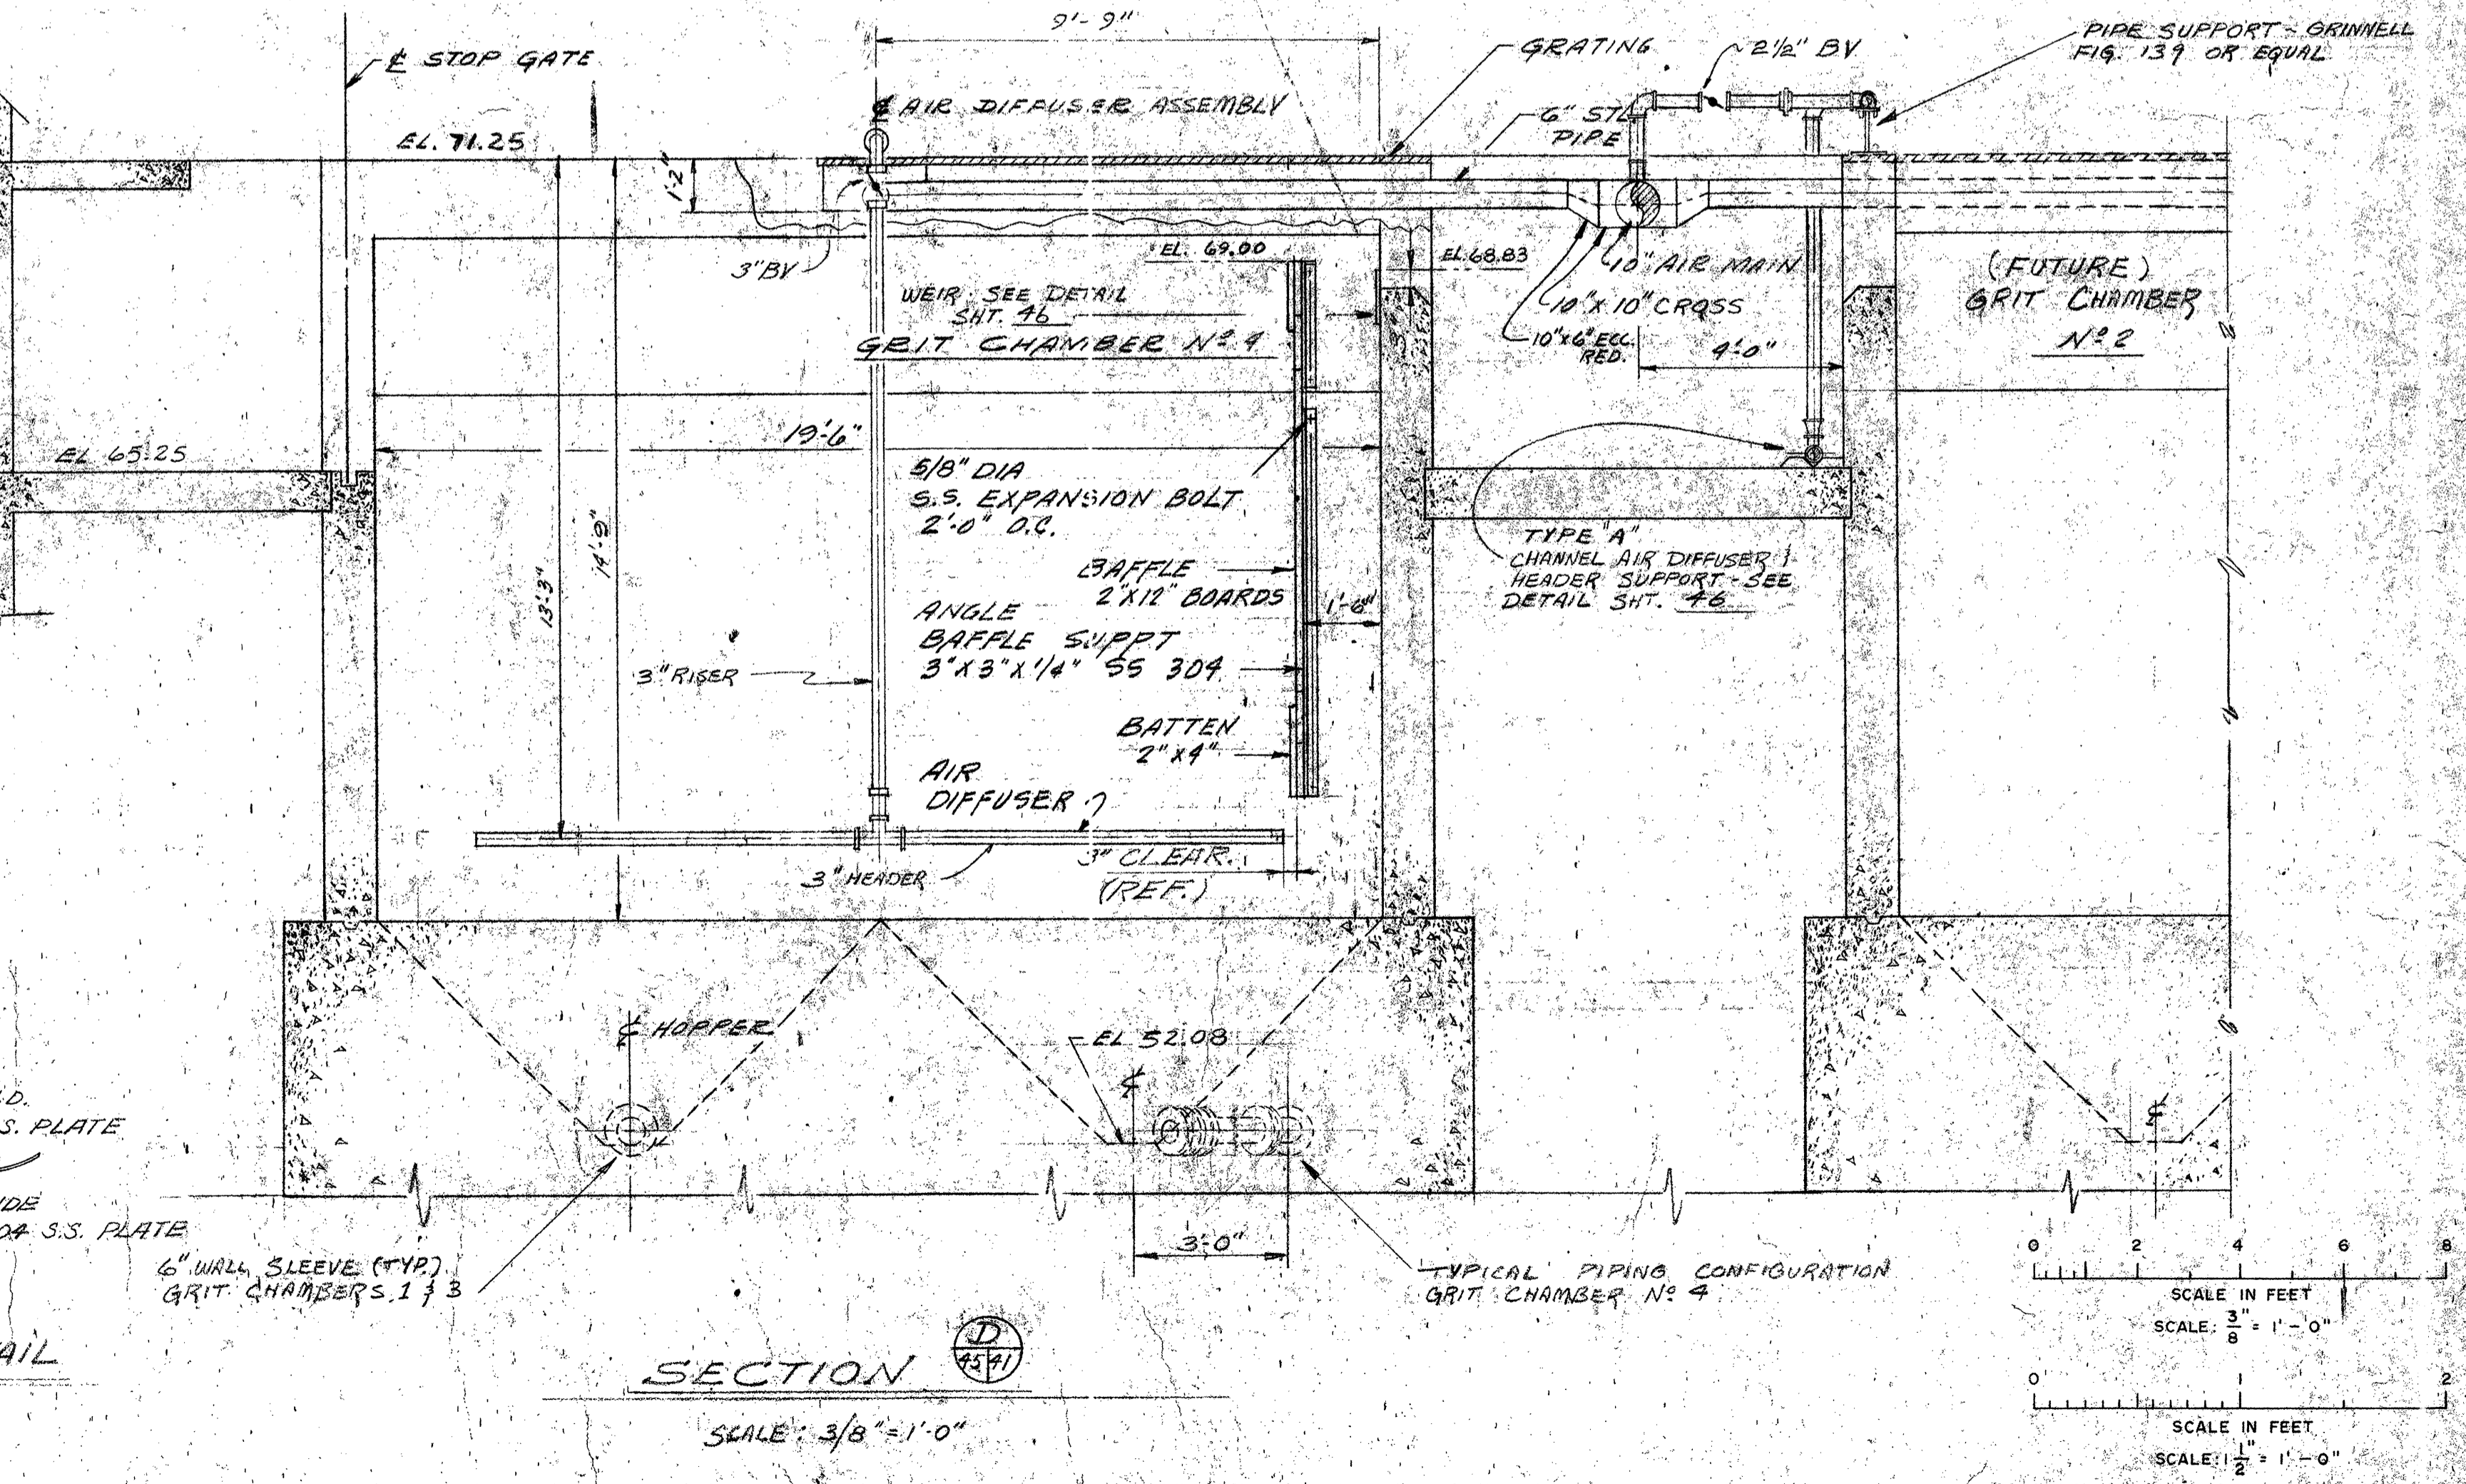 9'-9"
℄ STOP GATE
GRATING
2½" BV
PIPE SUPPORT - GRINNELL
FIG. 139 OR EQUAL
℄ AIR DIFFUSER ASSEMBLY
EL. 71.25
6" STL
PIPE
1'-2"
3" BV
EL. 69.00
EL 68.83
10" AIR MAIN
(FUTURE)
GRIT CHAMBER
Nº 2
WEIR SEE DETAIL
SHT. 46
10" X 10" CROSS
GRIT CHAMBER Nº 4
10"X6" ECC.
RED.
4'-0"
19'-6"
EL 65.25
5/8" DIA
S.S. EXPANSION BOLT
2'-0" O.C.
13'-3"
14'-9"
TYPE "A"
CHANNEL AIR DIFFUSER &
HEADER SUPPORT - SEE
DETAIL SHT. 46
BAFFLE
2"X12" BOARDS
1'-6"
ANGLE
BAFFLE SUPPT
3"X3"X1/4" SS 304
3" RISER
BATTEN
2"X4"
AIR
DIFFUSER
3" CLEAR.
(REF.)
3" HEADER
℄ HOPPER
EL 52.08
℄
℄
S. PLATE
04 S.S. PLATE
3'-0"
6" WALL SLEEVE (TYP.)
GRIT CHAMBERS 1 & 3
TYPICAL PIPING CONFIGURATION
GRIT CHAMBER Nº 4
0 2 4 6 8
SCALE IN FEET
SCALE: 3/8" = 1'-0"
AIL
SECTION D
45 41
SCALE: 3/8" = 1'-0"
0 1 2
SCALE IN FEET
SCALE: 1 1/2" = 1'-0"